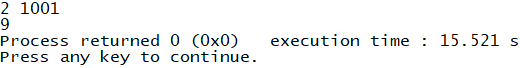 2 1001
9
Process returned 0 (0x0)   execution time : 15.521 s
Press any key to continue.